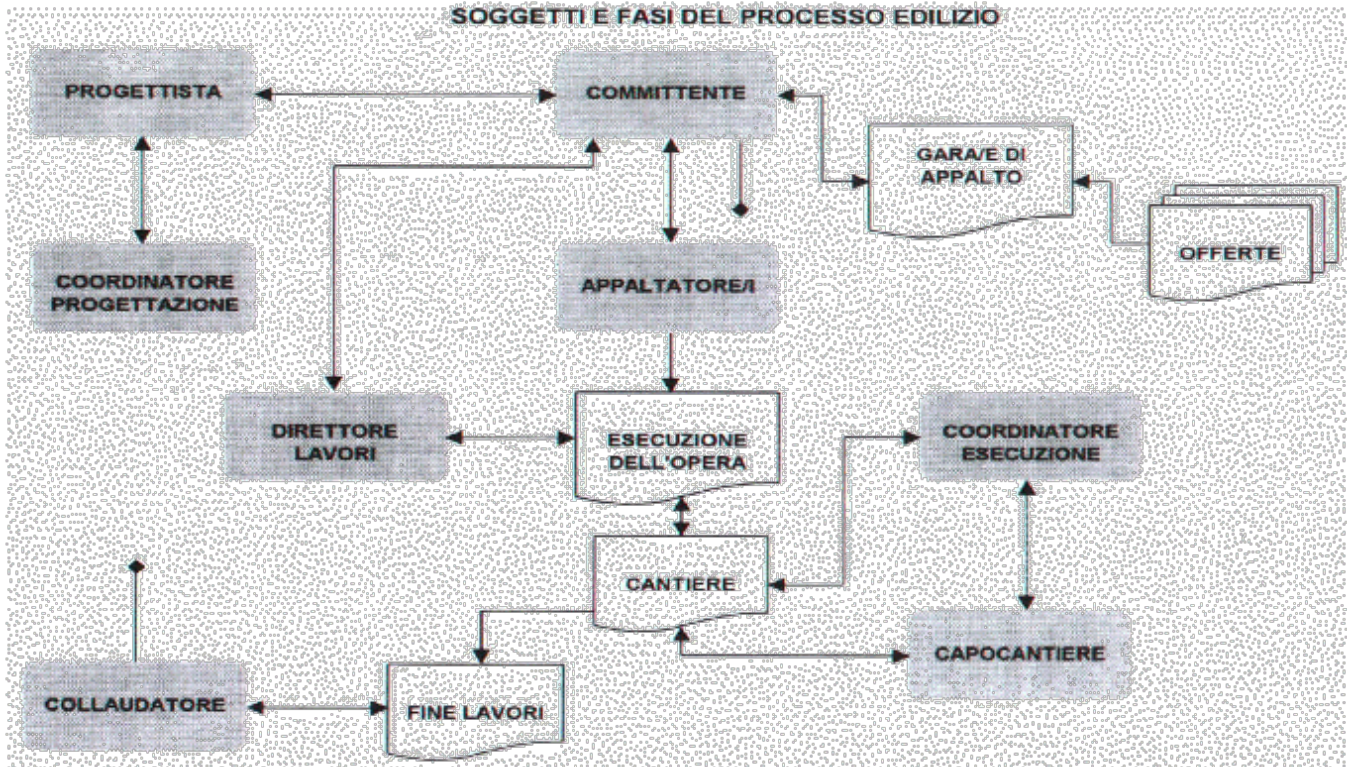 SOGGETTI E FASI DEL PROCESSO EDILIZIO
PROGETTISTA
COMMITTENTE
GARA/E DI
APPALTO
OFFERTE
COORDINATORE
PROGETTAZIONE
APPALTATORE/I
DIRETTORE
LAVORI
ESECUZIONE
DELL'OPERA
COORDINATORE
ESECUZIONE
CANTIERE
CAPOCANTIERE
COLLAUDATORE
FINE LAVORI